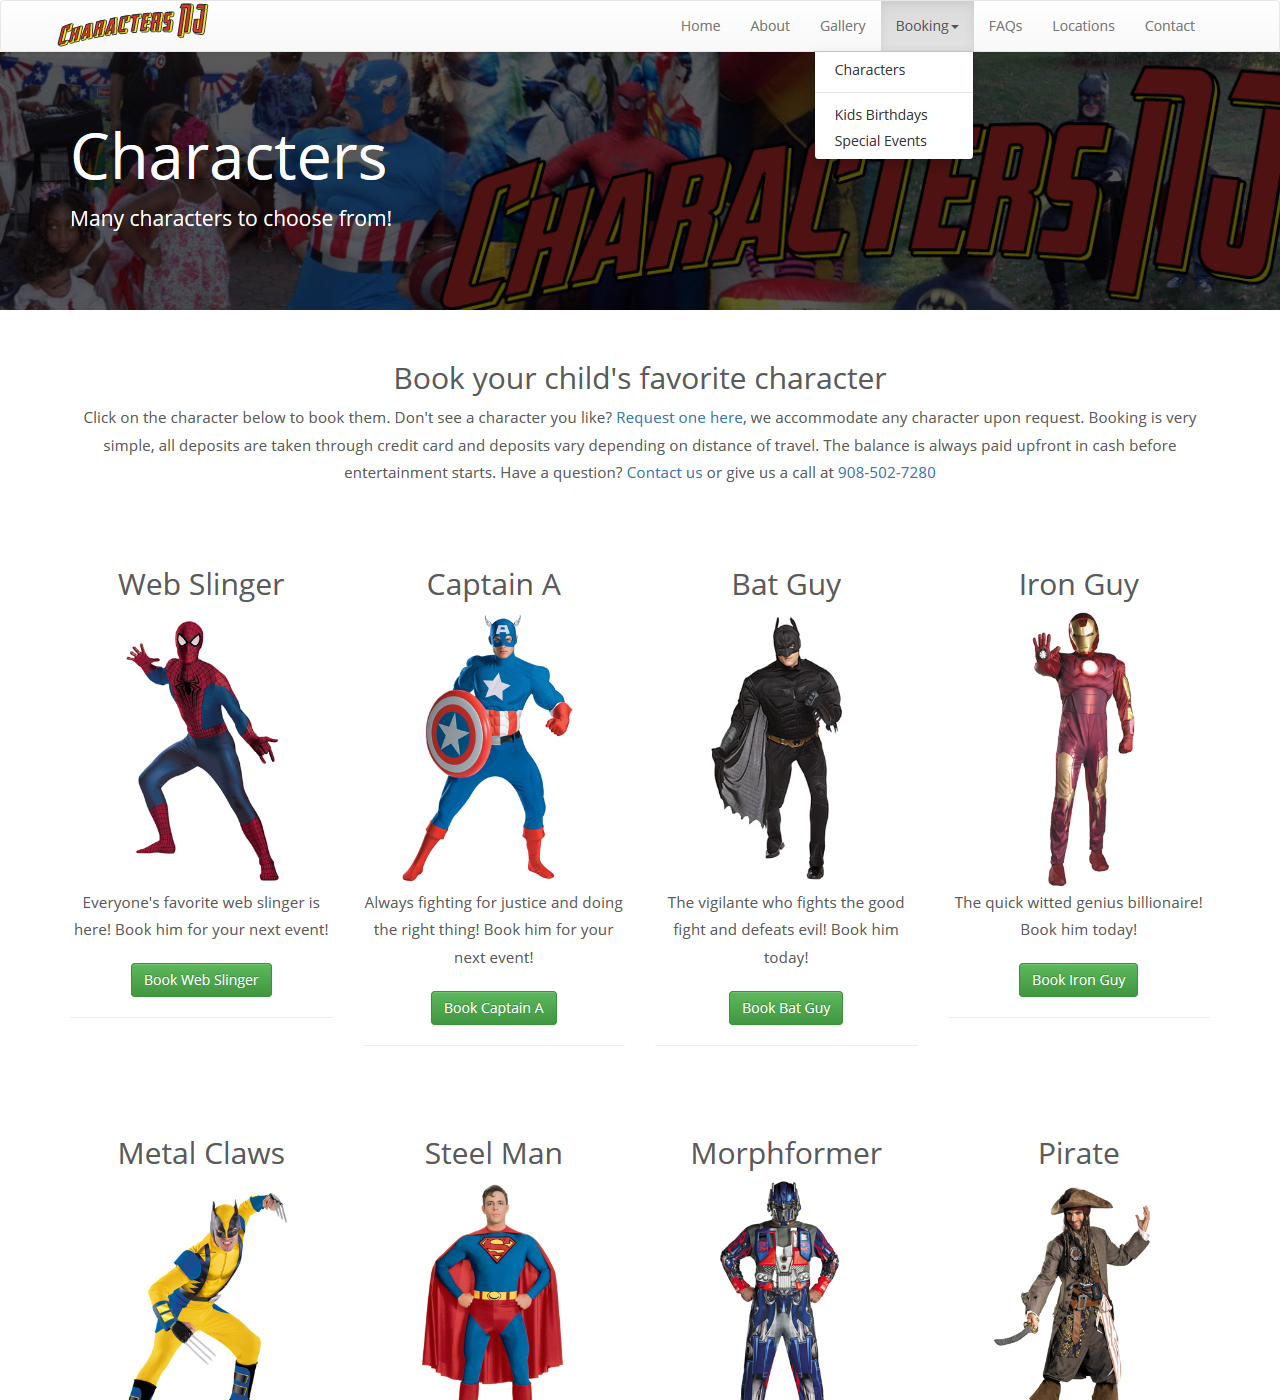 Characters NJ
Home
About
Gallery
Booking
FAQs
Locations
Contact
Characters
Kids Birthdays
Special Events
Characters NJ
Characters
Many characters to choose from!
Book your child's favorite character
Click on the character below to book them. Don't see a character you like? Request one here, we accommodate any character upon request. Booking is very
simple, all deposits are taken through credit card and deposits vary depending on distance of travel. The balance is always paid upfront in cash before
entertainment starts. Have a question? Contact us or give us a call at 908-502-7280
Web Slinger
Everyone's favorite web slinger is
here! Book him for your next event!
Book Web Slinger
Captain A
A
Always fighting for justice and doing
the right thing! Book him for your
next event!
Book Captain A
Bat Guy
The vigilante who fights the good
fight and defeats evil! Book him
today!
Book Bat Guy
Iron Guy
The quick witted genius billionaire!
Book him today!
Book Iron Guy
Metal Claws
Steel Man
S
Morphformer
Pirate